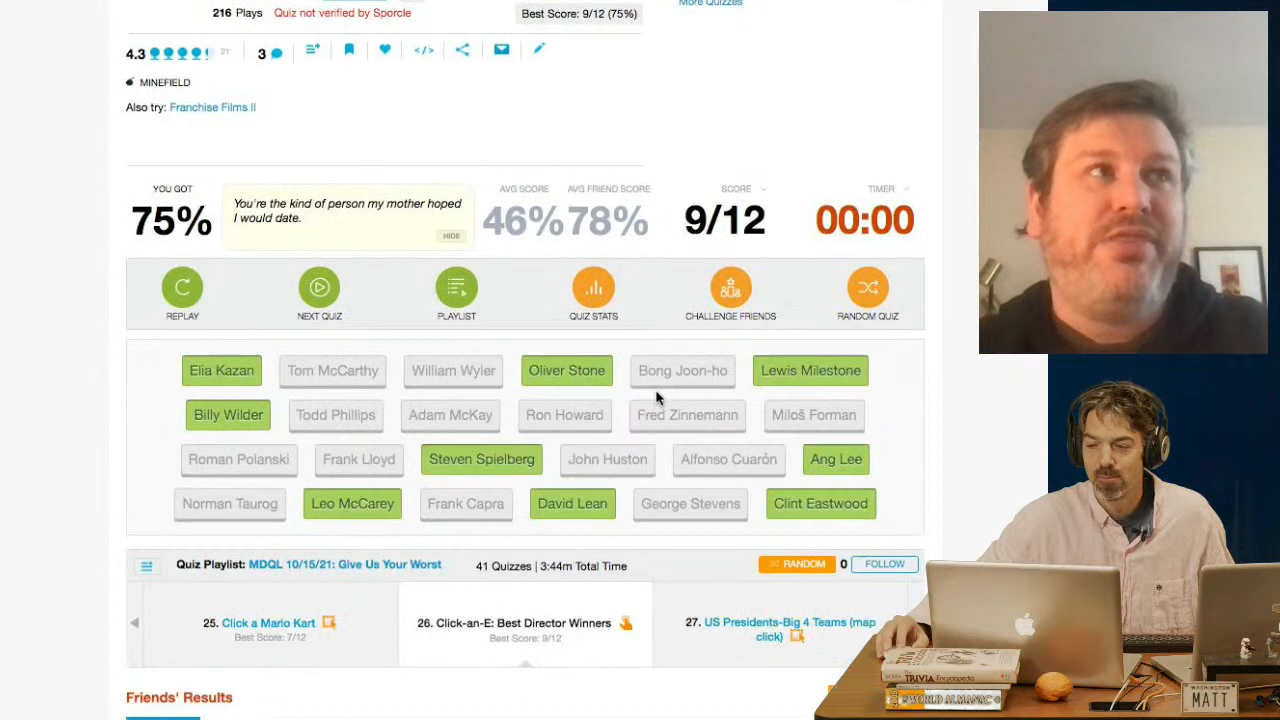 216 Plays Quiz not verified by Sporcle
Best Score: 9/12 (75%)
More Quizzes
4.3 21 3
MINEFIELD
Also try: Franchise Films II
YOU GOT
75%
You're the kind of person my mother hoped
I would date.
HIDE
AVG SCORE
46%
AVG FRIEND SCORE
78%
SCORE
9/12
TIMER
00:00
REPLAY
NEXT QUIZ
PLAYLIST
QUIZ STATS
CHALLENGE FRIENDS
RANDOM QUIZ
Elia Kazan Tom McCarthy William Wyler Oliver Stone Bong Joon-ho Lewis Milestone
Billy Wilder Todd Phillips Adam McKay Ron Howard Fred Zinnemann Miloš Forman
Roman Polanski Frank Lloyd Steven Spielberg John Huston Alfonso Cuarón Ang Lee
Norman Taurog Leo McCarey Frank Capra David Lean George Stevens Clint Eastwood
Quiz Playlist: MDQL 10/15/21: Give Us Your Worst 41 Quizzes | 3:44m Total Time RANDOM 0 FOLLOW
25. Click a Mario Kart
Best Score: 7/12
26. Click-an-E: Best Director Winners
Best Score: 9/12
27. US Presidents-Big 4 Teams (map
click)
Friends' Results
TRIVIA Encyclopedia
WORLD ALMANAC
WASHINGTON
MATT